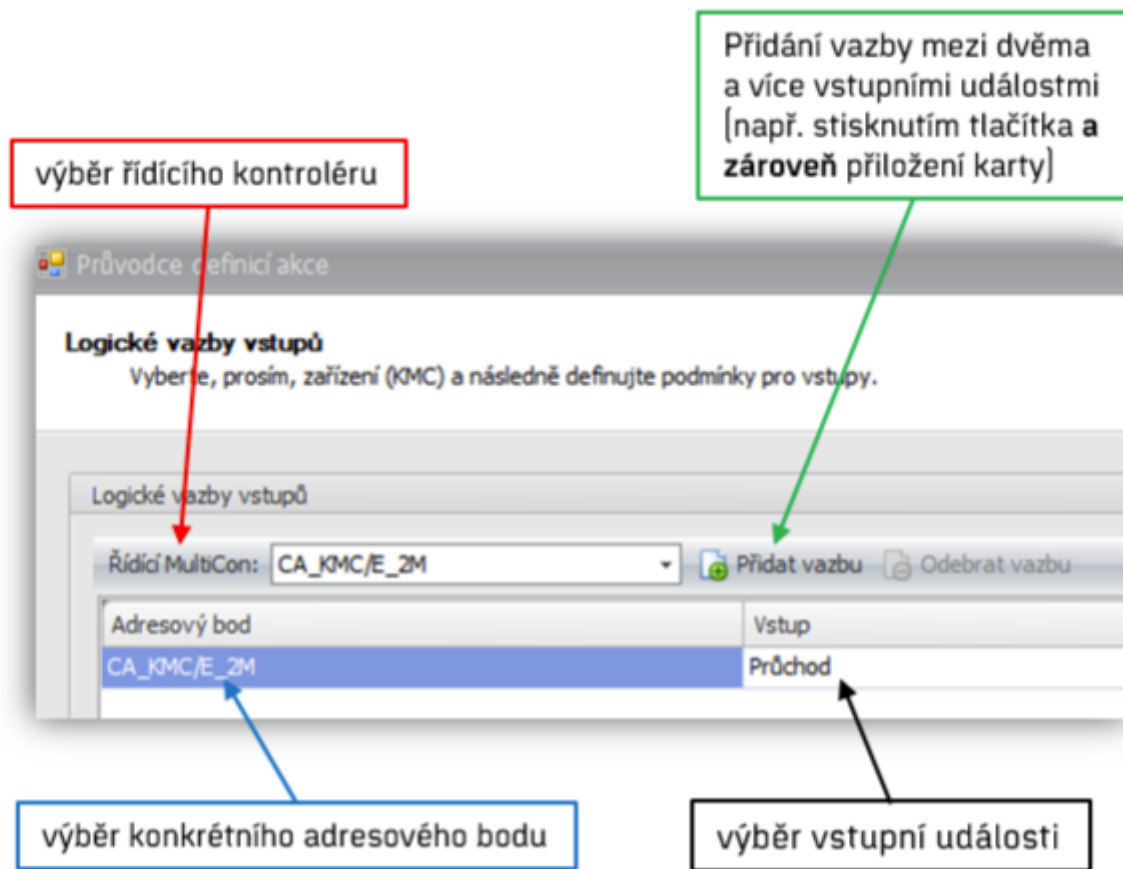 Přidání vazby mezi dvěma
a více vstupními událostmi
(např. stisknutím tlačítka a
zároveň přiložení karty)
výběr řídícího kontroléru
Průvodce definicí akce
Logické vazby vstupů
Vyberte, prosím, zařízení (KMC) a následně definujte podmínky pro vstupy.
Logické vazby vstupů
Řídící MultiCon: CA_KMC/E_2M Přidat vazbu Odebrat vazbu
Adresový bod Vstup
CA_KMC/E_2M Průchod
výběr konkrétního adresového bodu výběr vstupní události